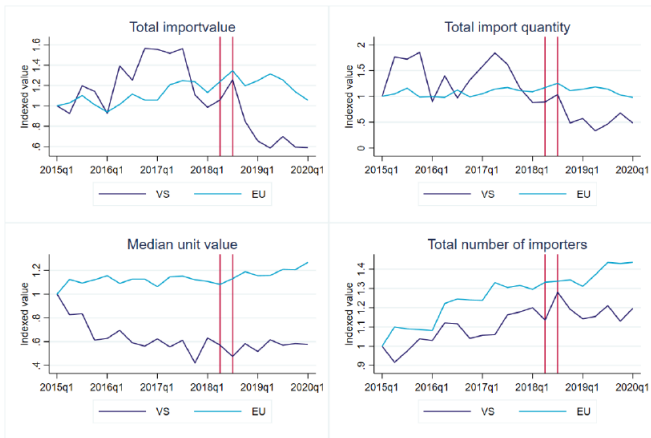 Total importvalue
Indexed value
1.6
1.4
1.2
1
.8
.6
2015q1 2016q1 2017q1 2018q1 2019q1 2020q1
VS EU
Total import quantity
Indexed value
2
1.5
1
.5
0
2015q1 2016q1 2017q1 2018q1 2019q1 2020q1
VS EU
Median unit value
Indexed value
1.2
1
.8
.6
.4
2015q1 2016q1 2017q1 2018q1 2019q1 2020q1
VS EU
Total number of importers
Indexed value
1.4
1.3
1.2
1.1
1
.9
2015q1 2016q1 2017q1 2018q1 2019q1 2020q1
VS EU